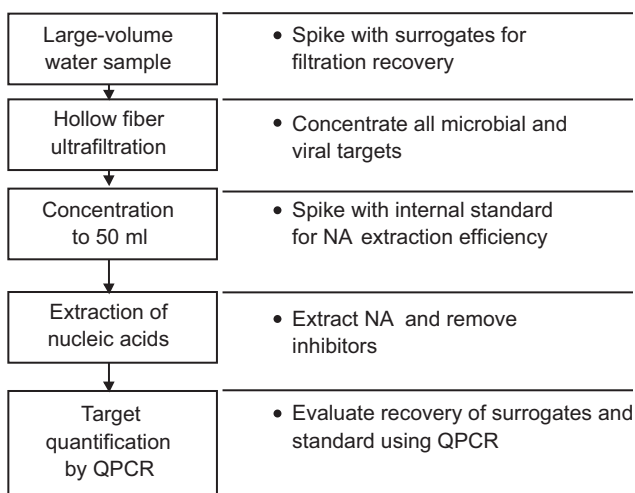 Large-volume
water sample
• Spike with surrogates for
filtration recovery
Hollow fiber
ultrafiltration
• Concentrate all microbial and
viral targets
Concentration
to 50 ml
• Spike with internal standard
for NA extraction efficiency
Extraction of
nucleic acids
• Extract NA and remove
inhibitors
Target
quantification
by QPCR
• Evaluate recovery of surrogates and
standard using QPCR